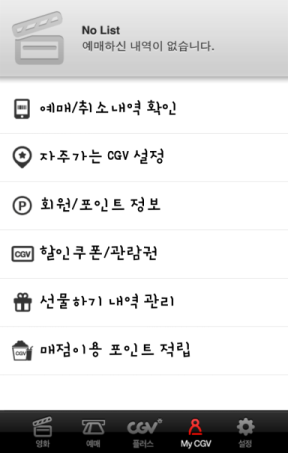 No List
예매하신 내역이 없습니다.
예매/취소내역 확인
자주가는 CGV 설정
P
회원/포인트 정보
CGV
할인쿠폰/관람권
선물하기 내역 관리
CGV
매점이용 포인트 적립
CGV
영화
예매
플러스
My CGV
설정